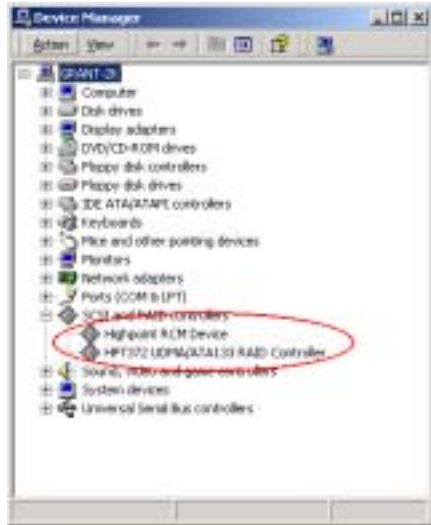 Device Manager
Action View
GRANT-2K
Computer
Disk drives
Display adapters
DVD/CD-ROM drives
Floppy disk controllers
Floppy disk drives
IDE ATA/ATAPI controllers
Keyboards
Mice and other pointing devices
Monitors
Network adapters
Ports (COM & LPT)
SCSI and RAID controllers
Highpoint RCM Device
HPT372 UDMA/ATA133 RAID Controller
Sound, video and game controllers
System devices
Universal Serial Bus controllers